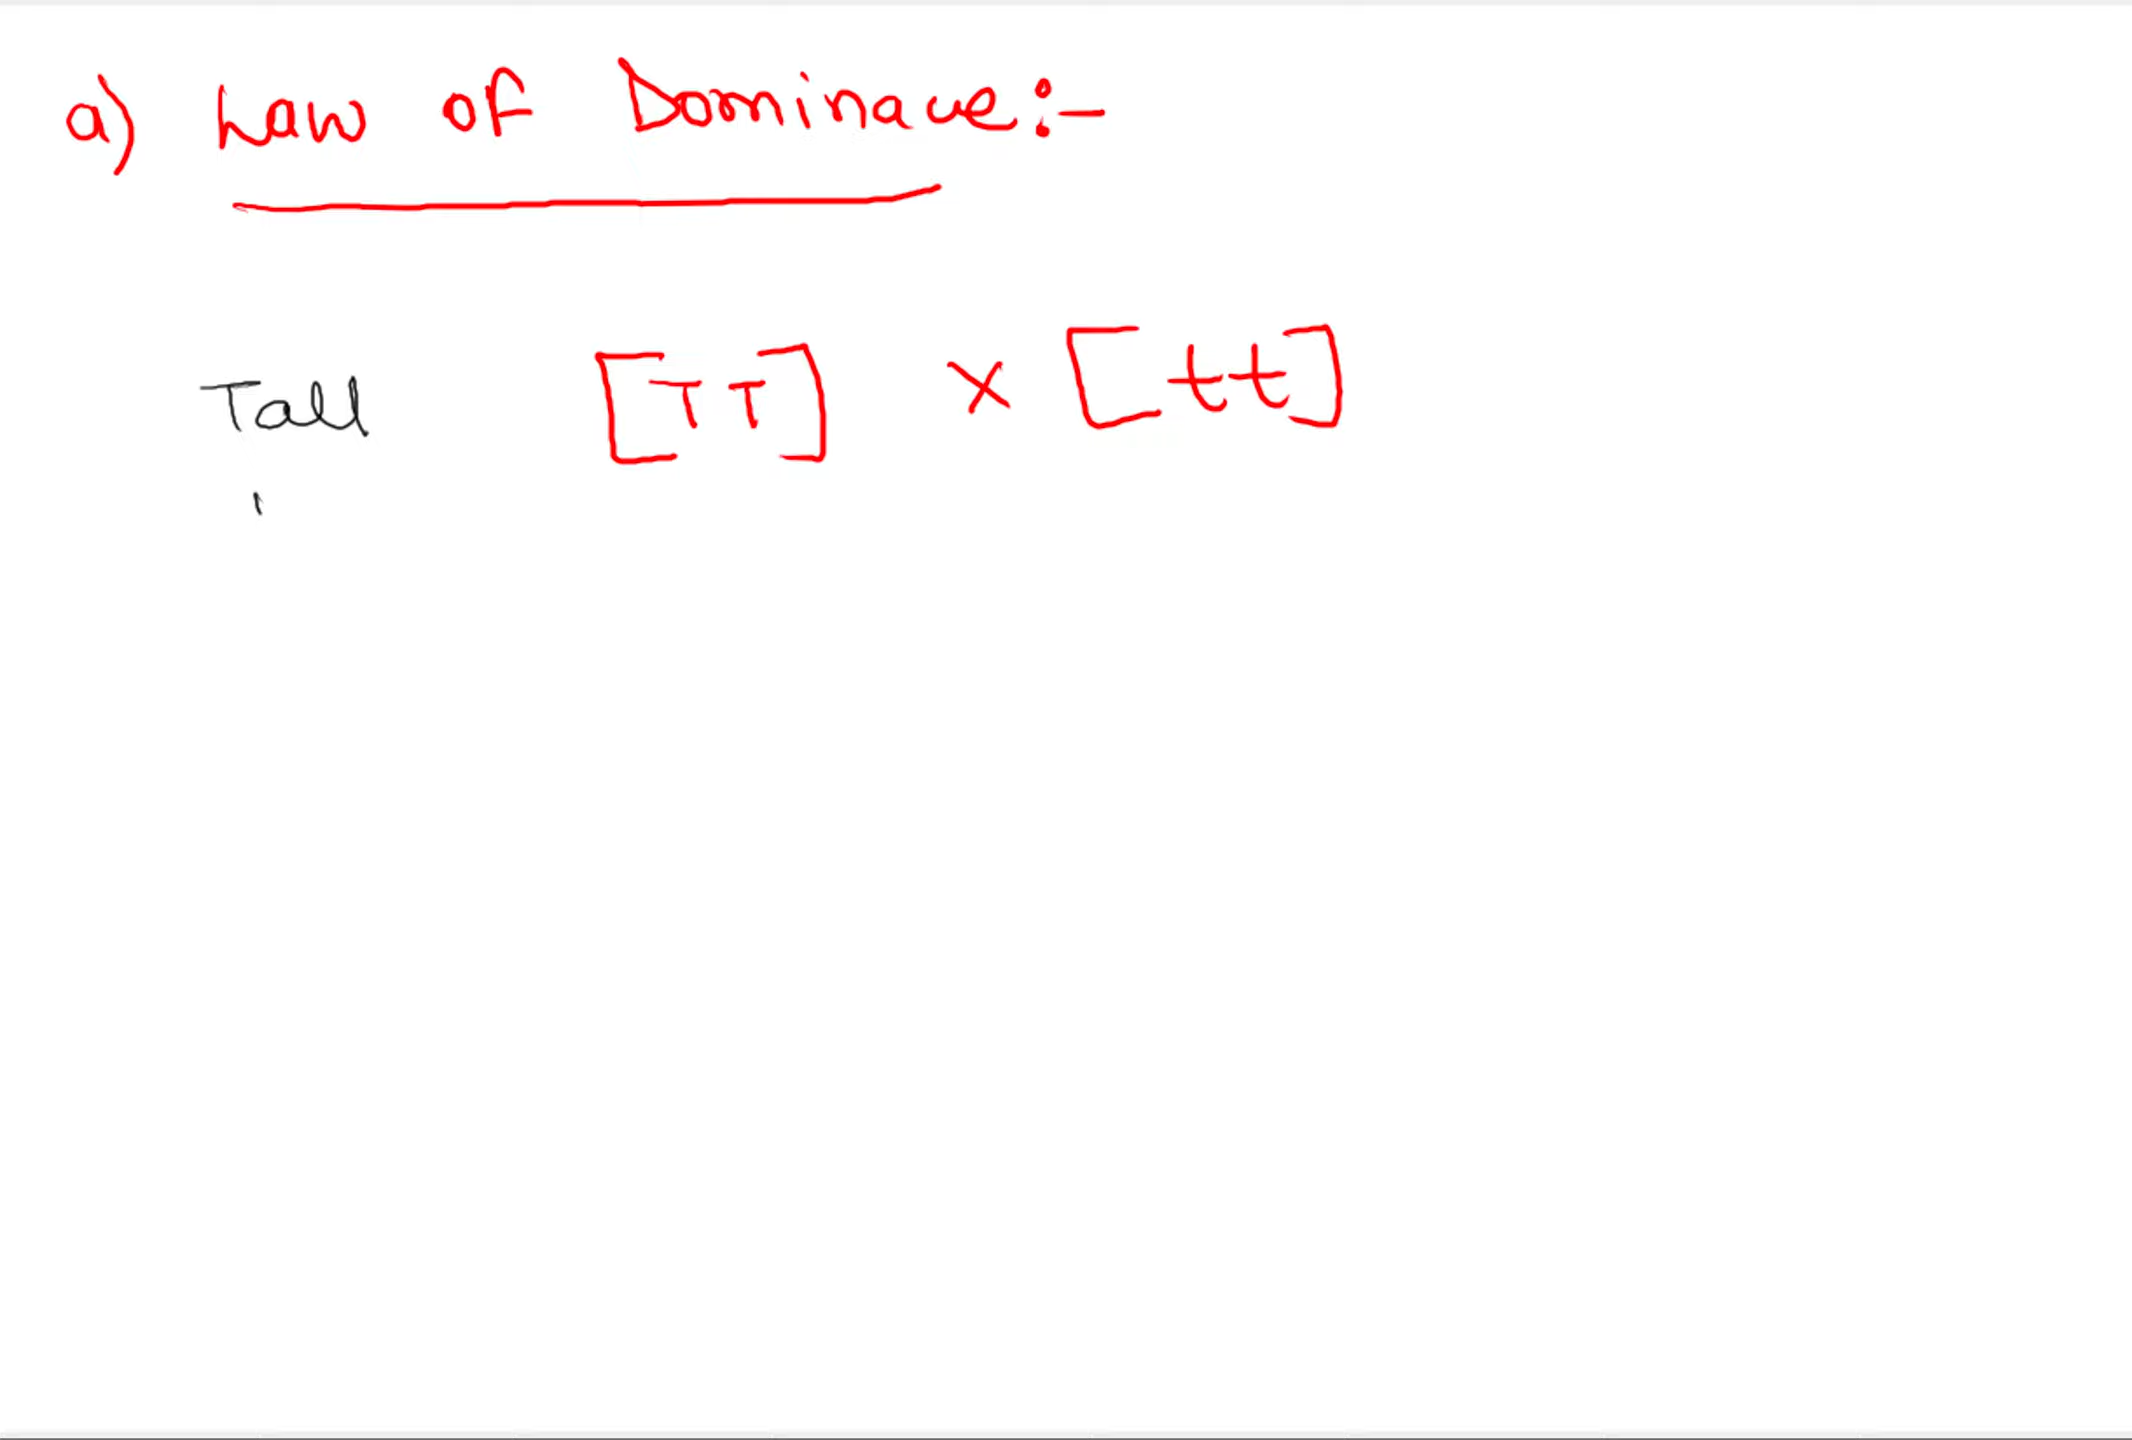 a) Law of Dominace:-
Tall [TT] x [tt]